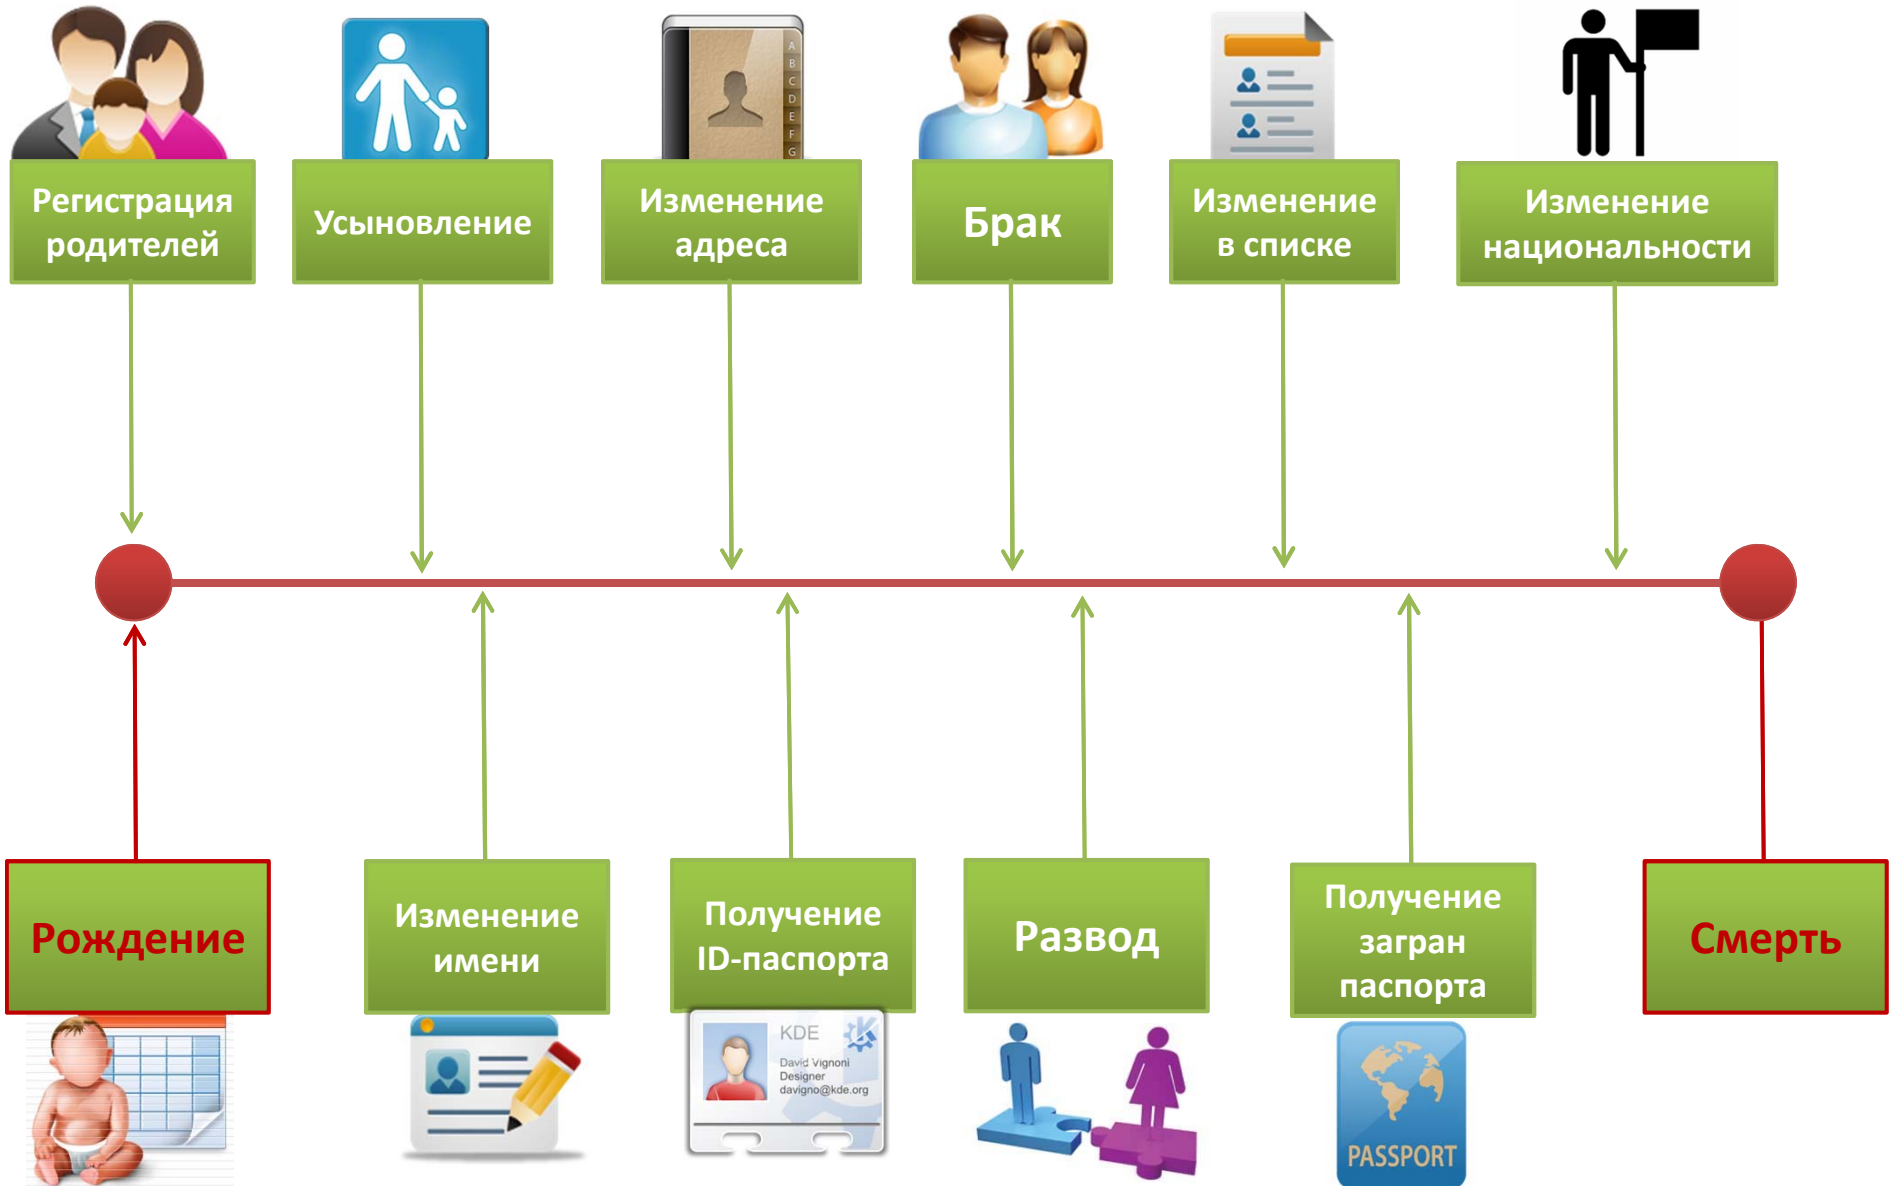 A
B
C
D
E
F
G
Регистрация
родителей
Усыновление
Изменение
адреса
Брак
Изменение
в списке
Изменение
национальности
Рождение
Изменение
имени
Получение
ID-паспорта
Развод
Получение
загран
паспорта
Смерть
KDE
David Vignoni
Designer
davigno@kde.org
PASSPORT